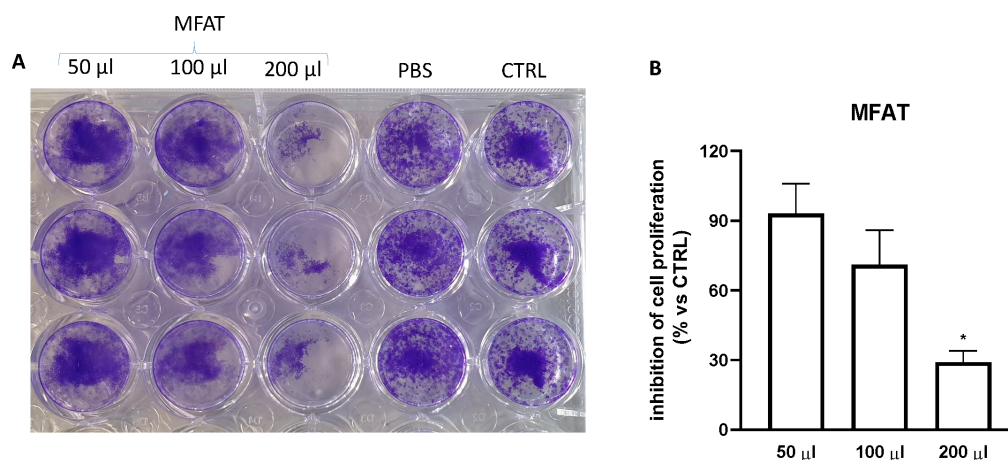 MFAT
A
50 µl 100 µl 200 µl PBS CTRL
B
MFAT
inhibition of cell proliferation
(% vs CTRL)
120
90
60
30
0
*
50 µl 100 µl 200 µl